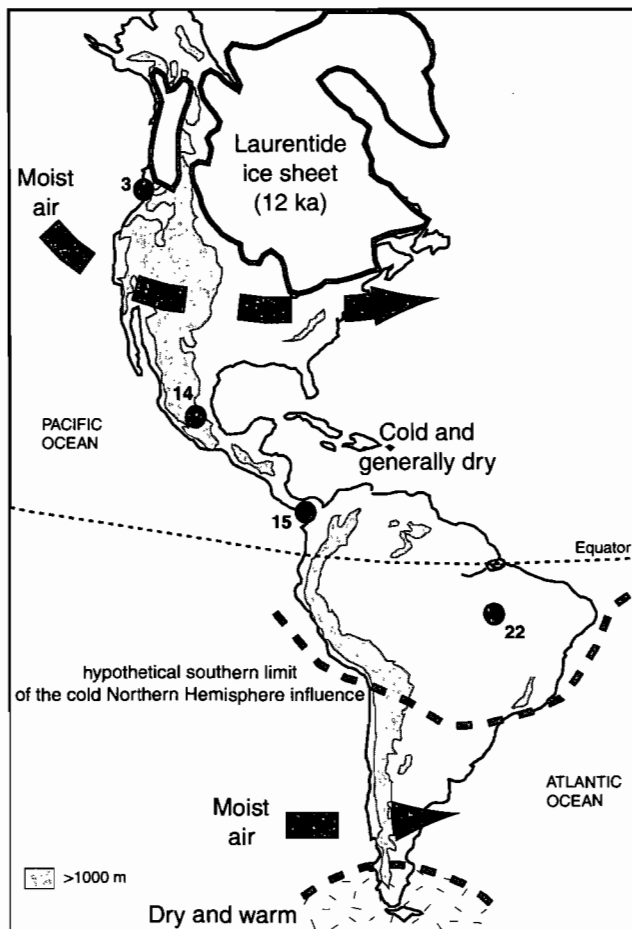 Laurentide
ice sheet
(12 ka)
Moist
air
3
14
PACIFIC
OCEAN
Cold and
generally dry
15
Equator
22
hypothetical southern limit
of the cold Northern Hemisphere influence
ATLANTIC
OCEAN
Moist
air
>1000 m
Dry and warm